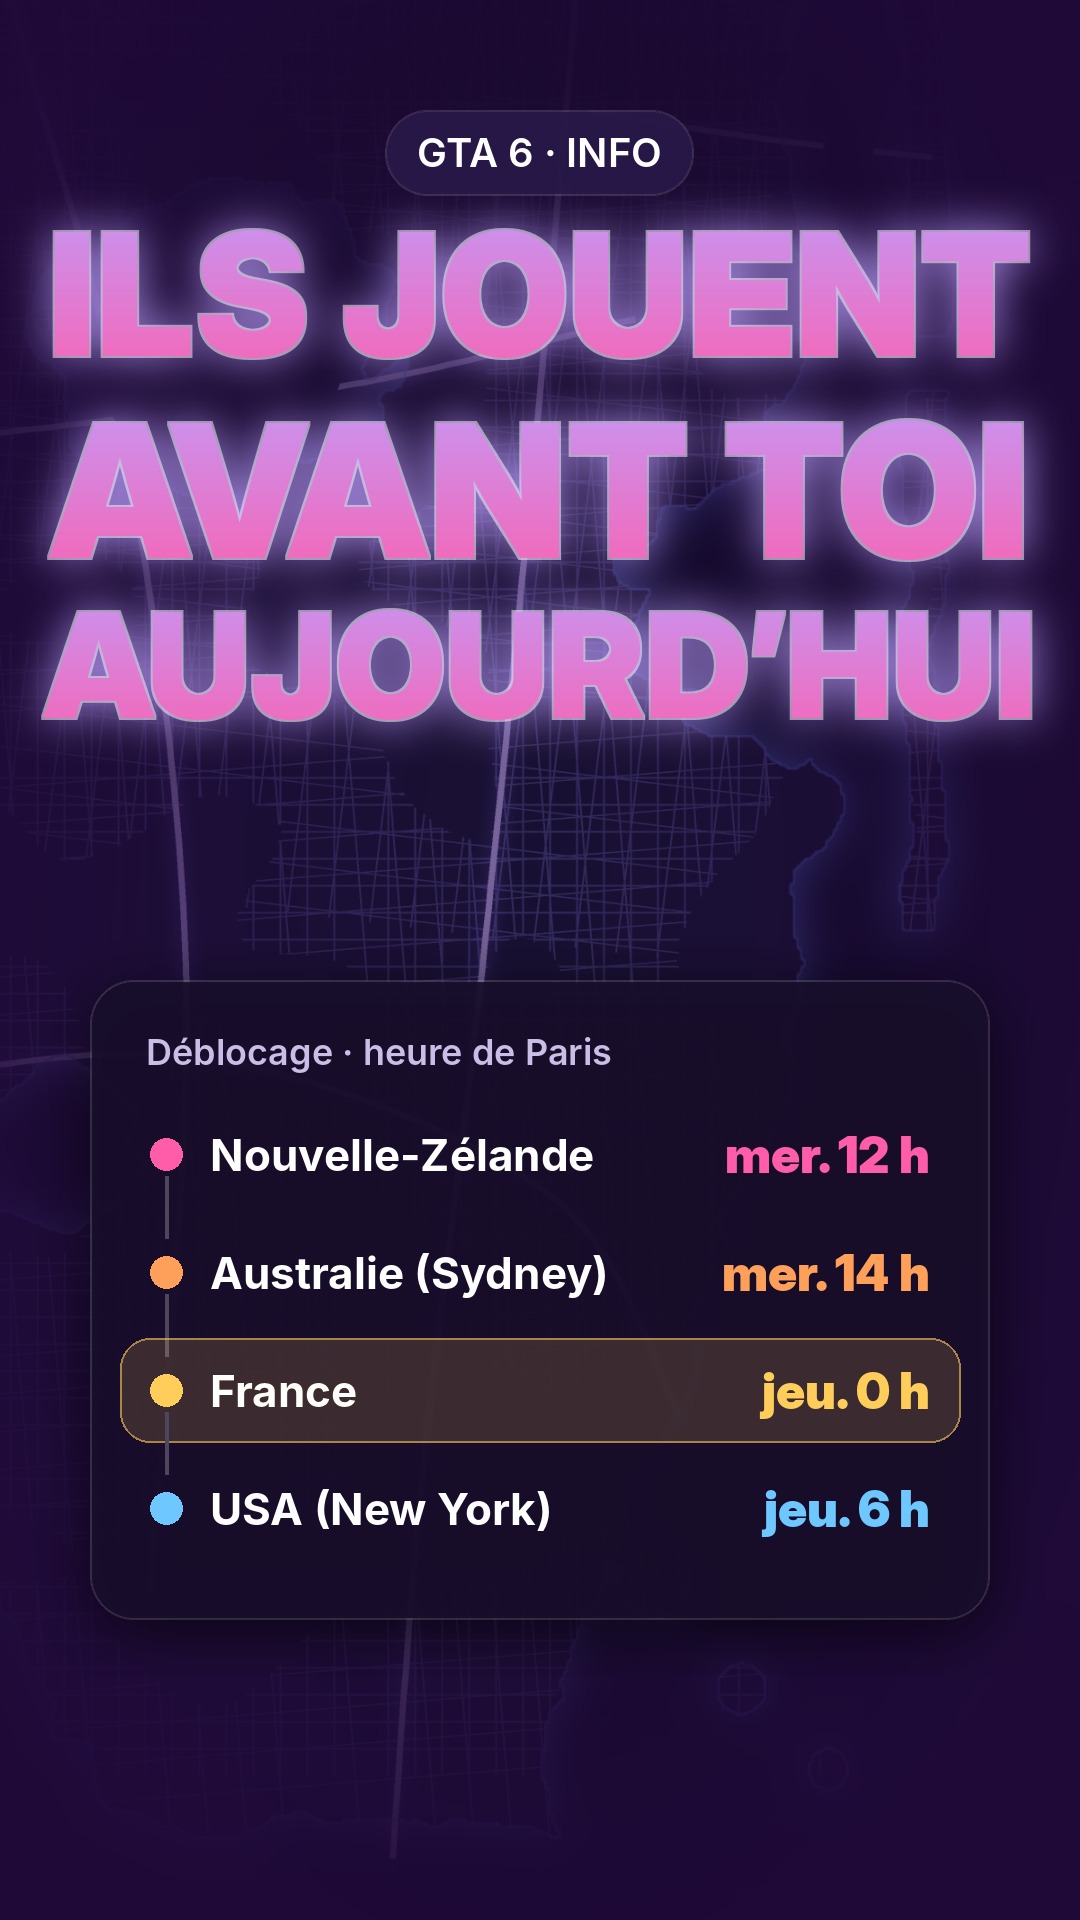 GTA 6 · INFO
ILS JOUENT
AVANT TOI
AUJOURD’HUI
Déblocage · heure de Paris
Nouvelle-Zélande mer. 12 h
Australie (Sydney) mer. 14 h
France jeu. 0 h
USA (New York) jeu. 6 h